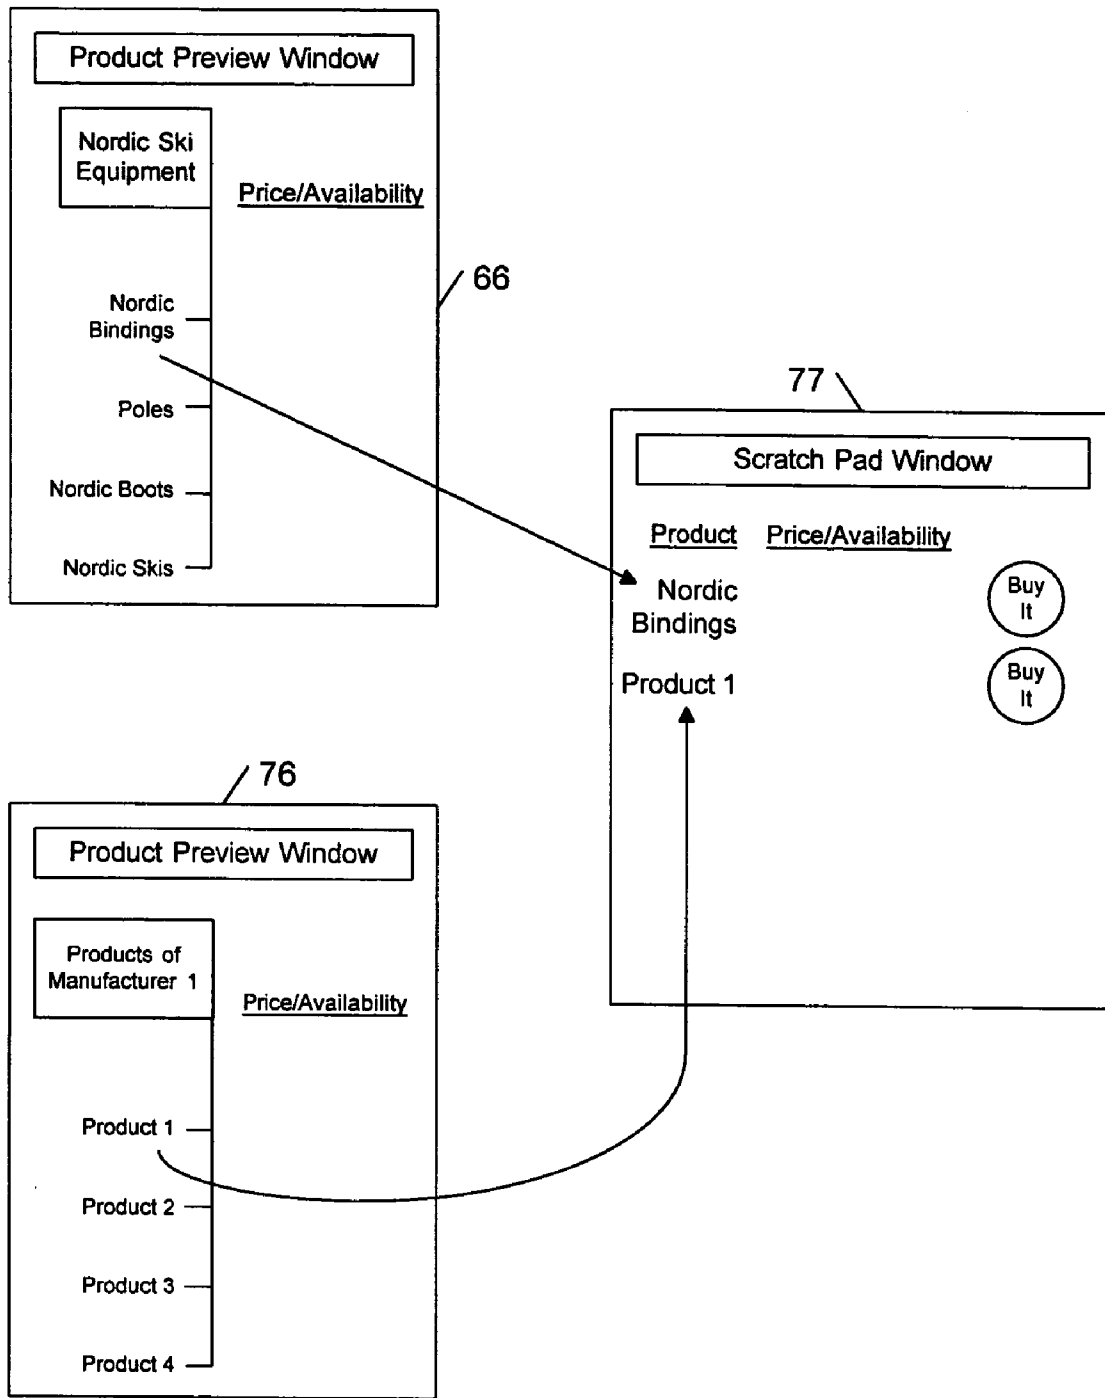 Product Preview Window
Nordic Ski
Equipment
Price/Availability
66
Nordic
Bindings
Poles
Nordic Boots
Nordic Skis
77
Scratch Pad Window
Product Price/Availability
Nordic
Bindings
Buy
It
Product 1
Buy
It
76
Product Preview Window
Products of
Manufacturer 1
Price/Availability
Product 1
Product 2
Product 3
Product 4